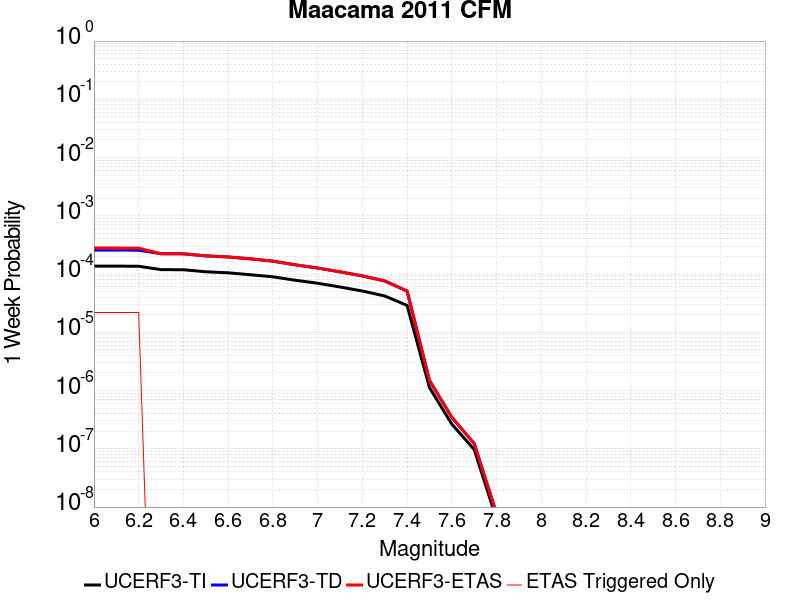 Maacama 2011 CFM
10^0
10^-1
10^-2
10^-3
10^-4
10^-5
10^-6
10^-7
10^-8
1 Week Probability
6 6.2 6.4 6.6 6.8 7 7.2 7.4 7.6 7.8 8 8.2 8.4 8.6 8.8 9
Magnitude
UCERF3-TI UCERF3-TD UCERF3-ETAS ETAS Triggered Only